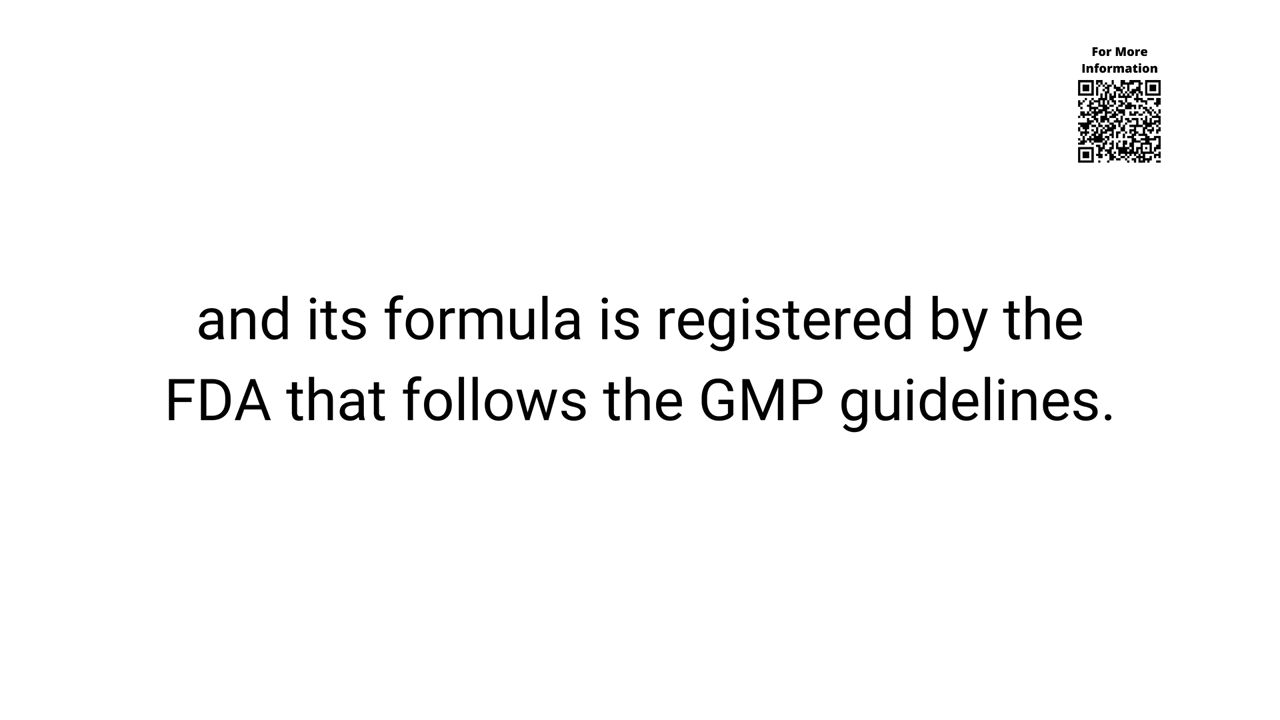 For More
Information
and its formula is registered by the
FDA that follows the GMP guidelines.